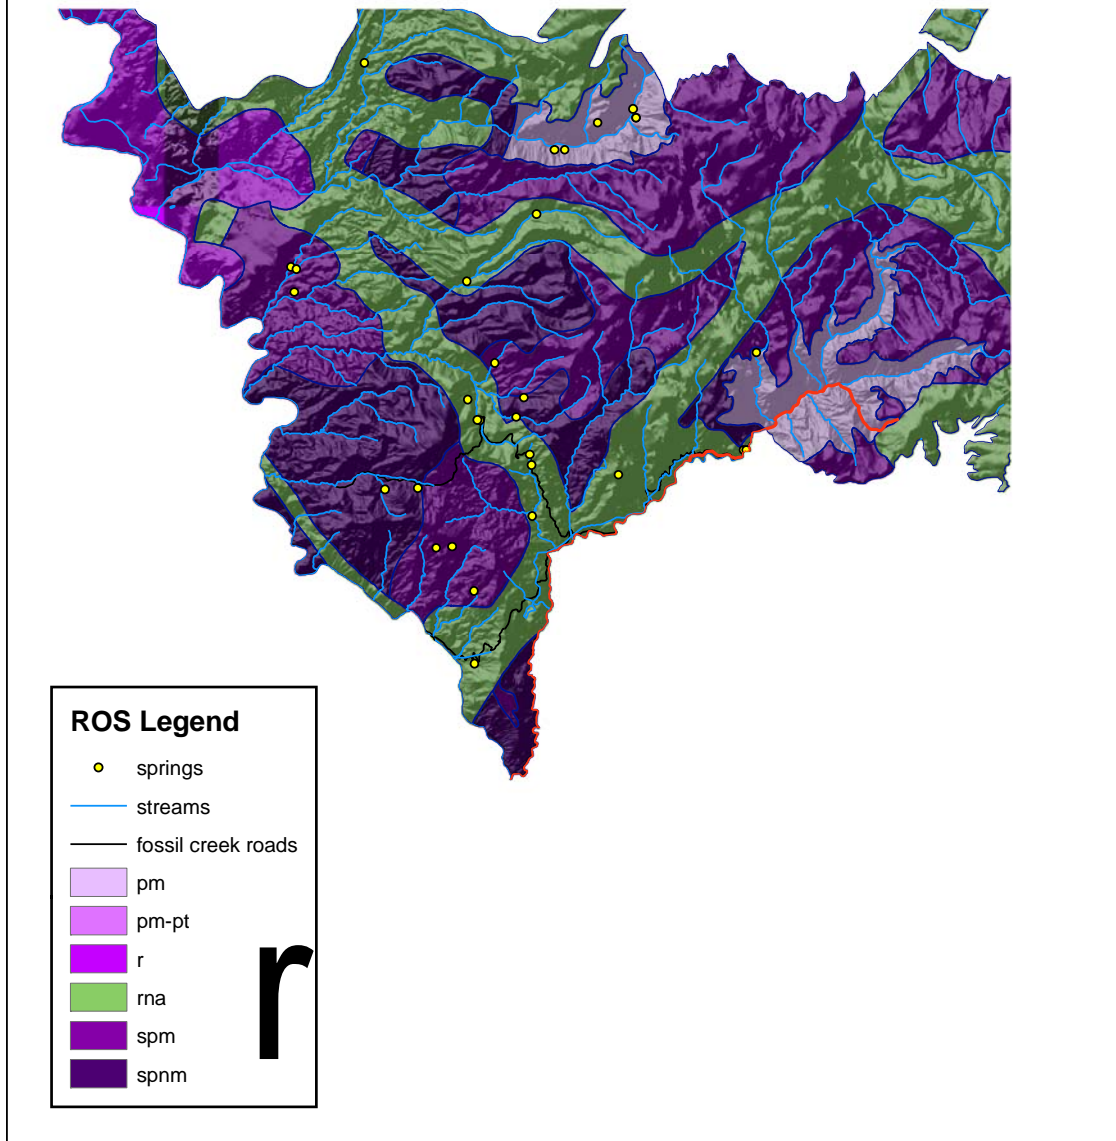 ROS Legend
springs
streams
fossil creek roads
pm
pm-pt
r
rna
spm
spnm
r